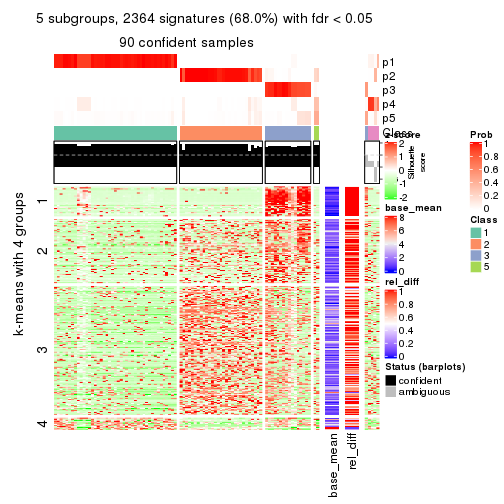 5 subgroups, 2364 signatures (68.0%) with fdr < 0.05
90 confident samples
p1
p2
p3
p4
p5
Class
Silhouette
score
k-means with 4 groups
1
2
3
4
base_mean
rel_diff
z-score
2
1
0
-1
-2
base_mean
8
6
4
2
0
rel_diff
1
0.8
0.6
0.4
0.2
0
Status (barplots)
confident
ambiguous
Prob
1
0.8
0.6
0.4
0.2
0
Class
1
2
3
5